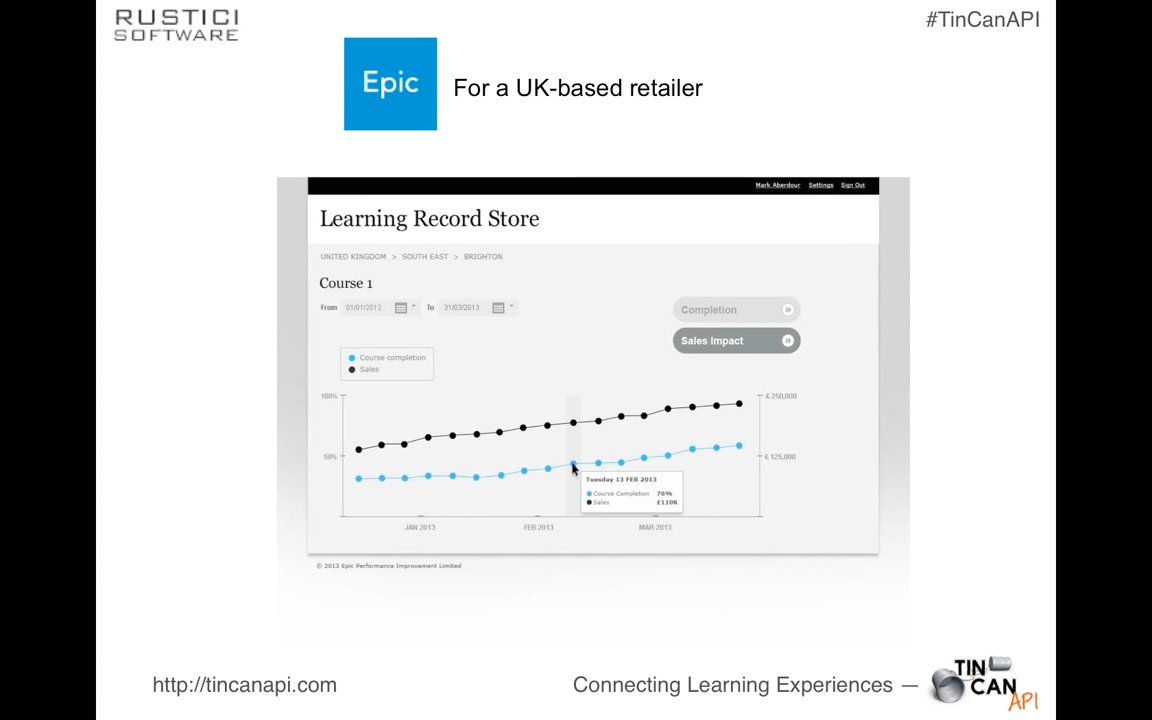 RUSTICI
SOFTWARE
#TinCanAPI
Epic
For a UK-based retailer
Mark Aberdour Settings Sign Out
Learning Record Store
UNITED KINGDOM > SOUTH EAST > BRIGHTON
Course 1
From 01/01/2013 To 31/03/2013
Completion
Sales Impact
Course completion
Sales
100%
£ 250,000
50%
£ 125,000
Tuesday 13 FEB 2013
Course Completion 76%
Sales £110K
JAN 2013 FEB 2013 MAR 2013
© 2013 Epic Performance Improvement Limited
http://tincanapi.com
Connecting Learning Experiences —
TIN
CAN
API